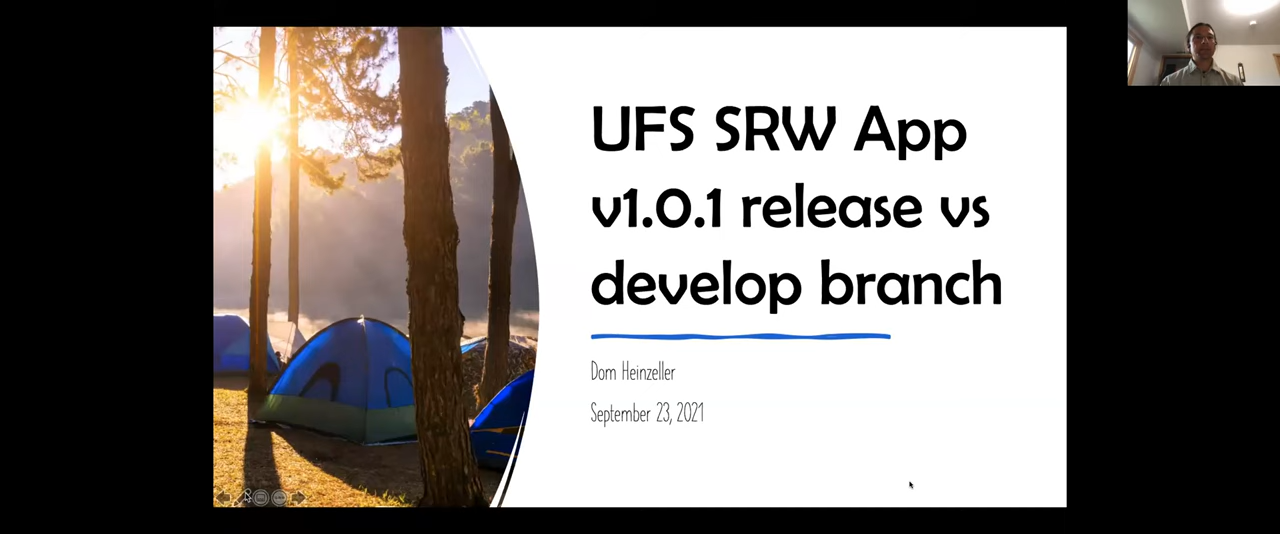 UFS SRW App
v1.0.1 release vs
develop branch
Dom Heinzeller
September 23, 2021